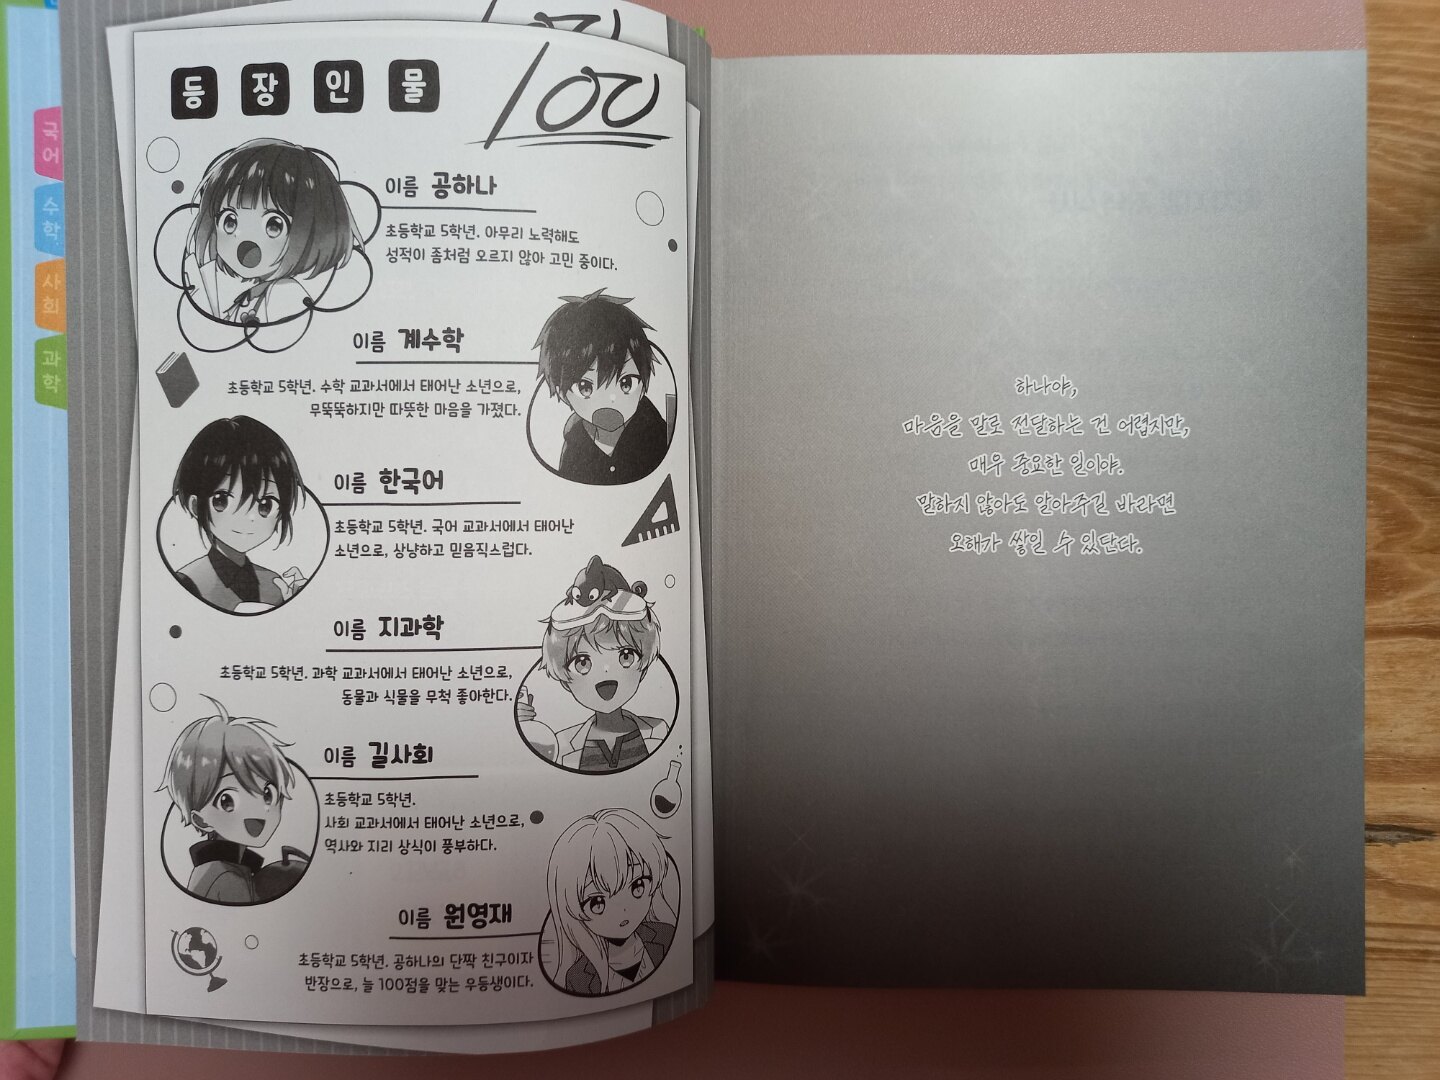 국어
수학
사회
과학
등장인물
100
이름 공하나
초등학교 5학년. 아무리 노력해도
성적이 좀처럼 오르지 않아 고민 중이다.
이름 계수학
초등학교 5학년. 수학 교과서에서 태어난 소년으로,
무뚝뚝하지만 따뜻한 마음을 가졌다.
이름 한국어
초등학교 5학년. 국어 교과서에서 태어난
소년으로, 상냥하고 믿음직스럽다.
이름 지과학
초등학교 5학년. 과학 교과서에서 태어난 소년으로,
동물과 식물을 무척 좋아한다.
이름 길사회
초등학교 5학년.
사회 교과서에서 태어난 소년으로,
역사와 지리 상식이 풍부하다.
이름 원영재
초등학교 5학년. 공하나의 단짝 친구이자
반장으로, 늘 100점을 맞는 우등생이다.
하나야,
마음을 말로 전달하는 건 어렵지만,
매우 중요한 일이야.
말하지 않아도 알아주길 바라면
오해가 쌓일 수 있단다.